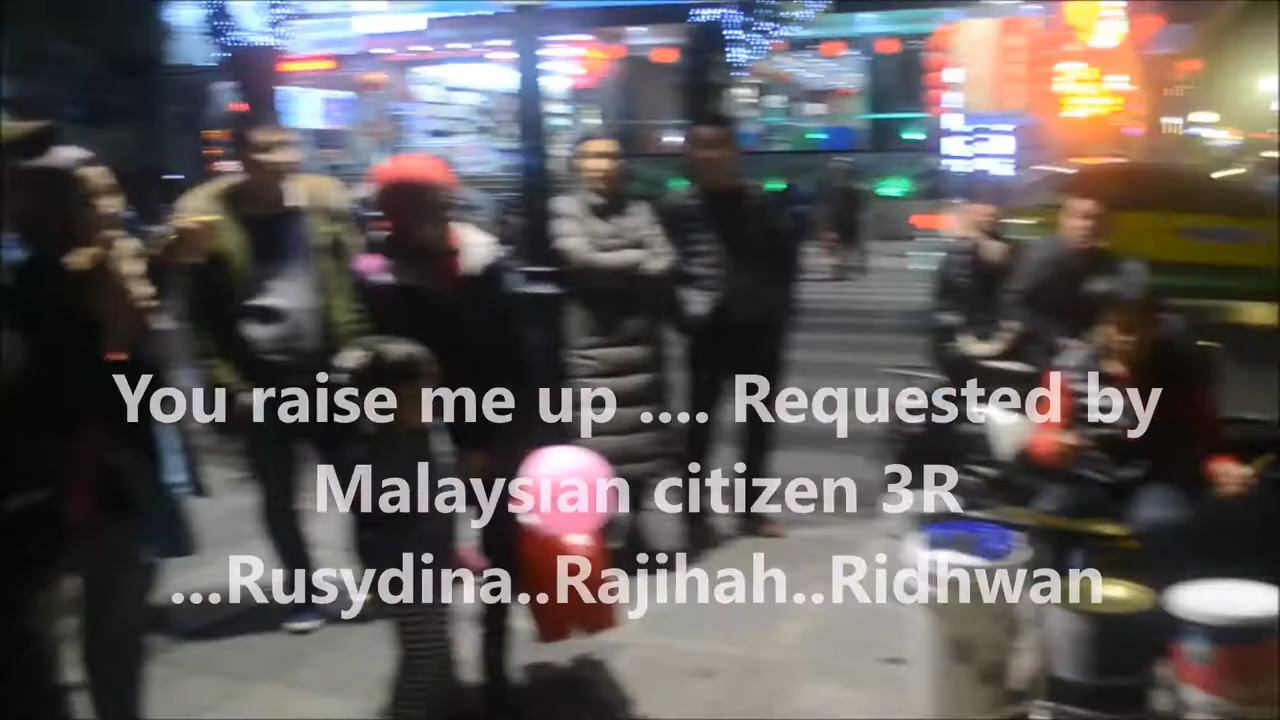 You raise me up .... Requested by
Malaysian citizen 3R
...Rusydina..Rajihah..Ridhwan